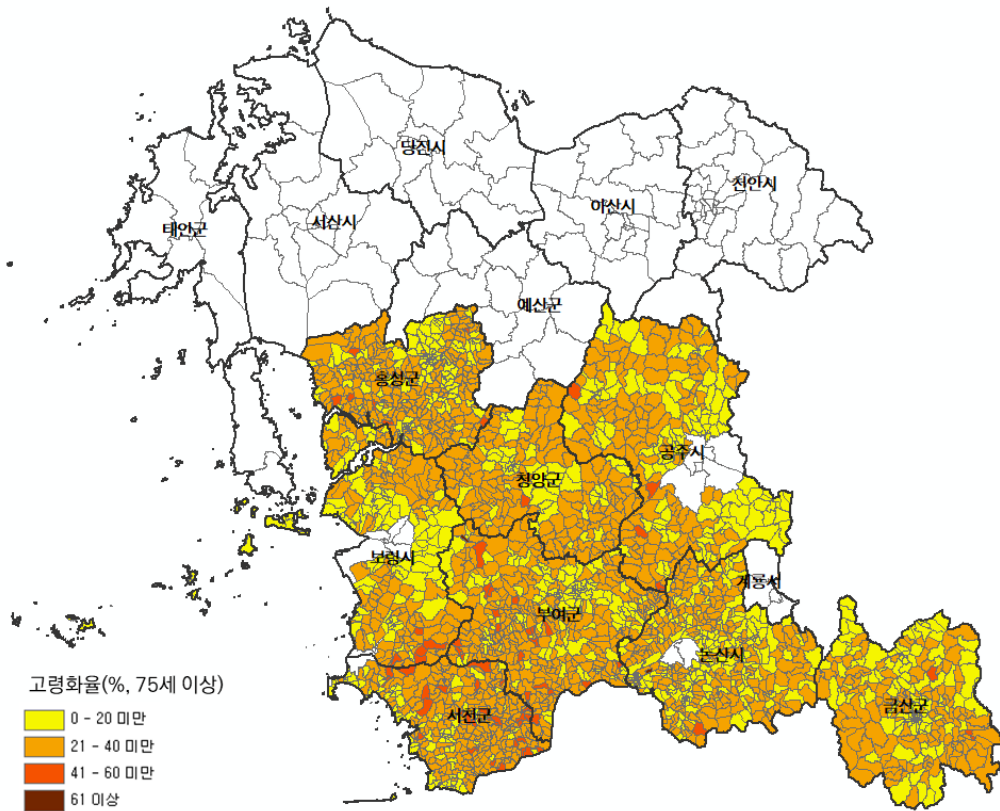 당진시
천안시
아산시
서산시
태안군
예산군
홍성군
공주시
청양군
보령시
계룡시
부여군
논산시
금산군
서천군
고령화율(%, 75세 이상)
0 - 20 미만
21 - 40 미만
41 - 60 미만
61 이상